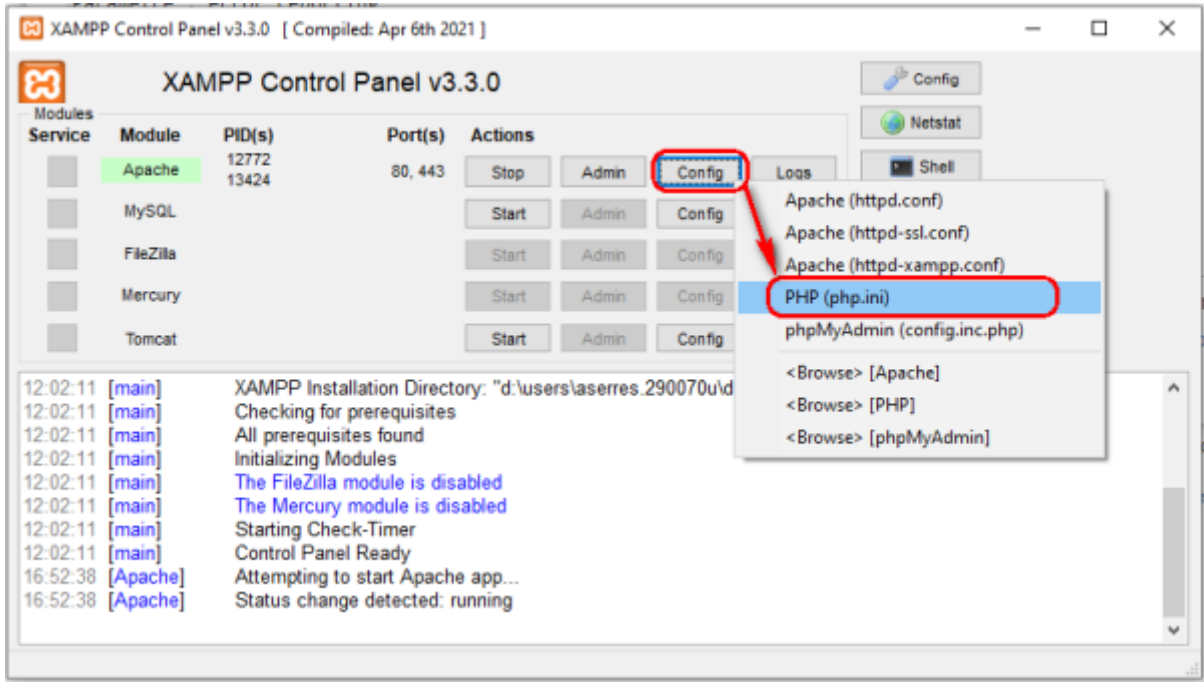 XAMPP Control Panel v3.3.0 [ Compiled: Apr 6th 2021 ]
XAMPP Control Panel v3.3.0
Config
Modules
Netstat
Service Module PID(s) Port(s) Actions
Apache 12772 80, 443 Stop Admin Config Logs
13424
Shell
MySQL Start Admin Config
FileZilla Start Admin Config
Mercury Start Admin Config
Tomcat Start Admin Config
Apache (httpd.conf)
Apache (httpd-ssl.conf)
Apache (httpd-xampp.conf)
PHP (php.ini)
phpMyAdmin (config.inc.php)
<Browse> [Apache]
<Browse> [PHP]
<Browse> [phpMyAdmin]
12:02:11 [main] XAMPP Installation Directory: "d:\users\aserres.290070u\d
12:02:11 [main] Checking for prerequisites
12:02:11 [main] All prerequisites found
12:02:11 [main] Initializing Modules
12:02:11 [main] The FileZilla module is disabled
12:02:11 [main] The Mercury module is disabled
12:02:11 [main] Starting Check-Timer
12:02:11 [main] Control Panel Ready
16:52:38 [Apache] Attempting to start Apache app...
16:52:38 [Apache] Status change detected: running